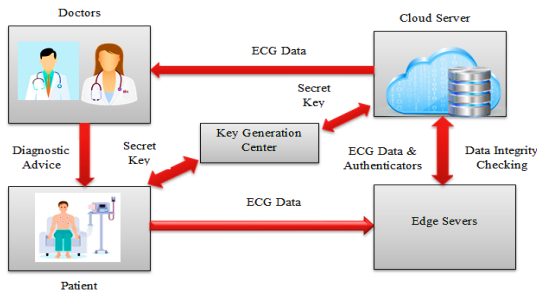 Doctors
Cloud Server
ECG Data
Secret
Key
Key Generation
Center
Diagnostic
Advice
Secret
Key
ECG Data &
Authenticators
Data Integrity
Checking
ECG Data
Edge Severs
Patient